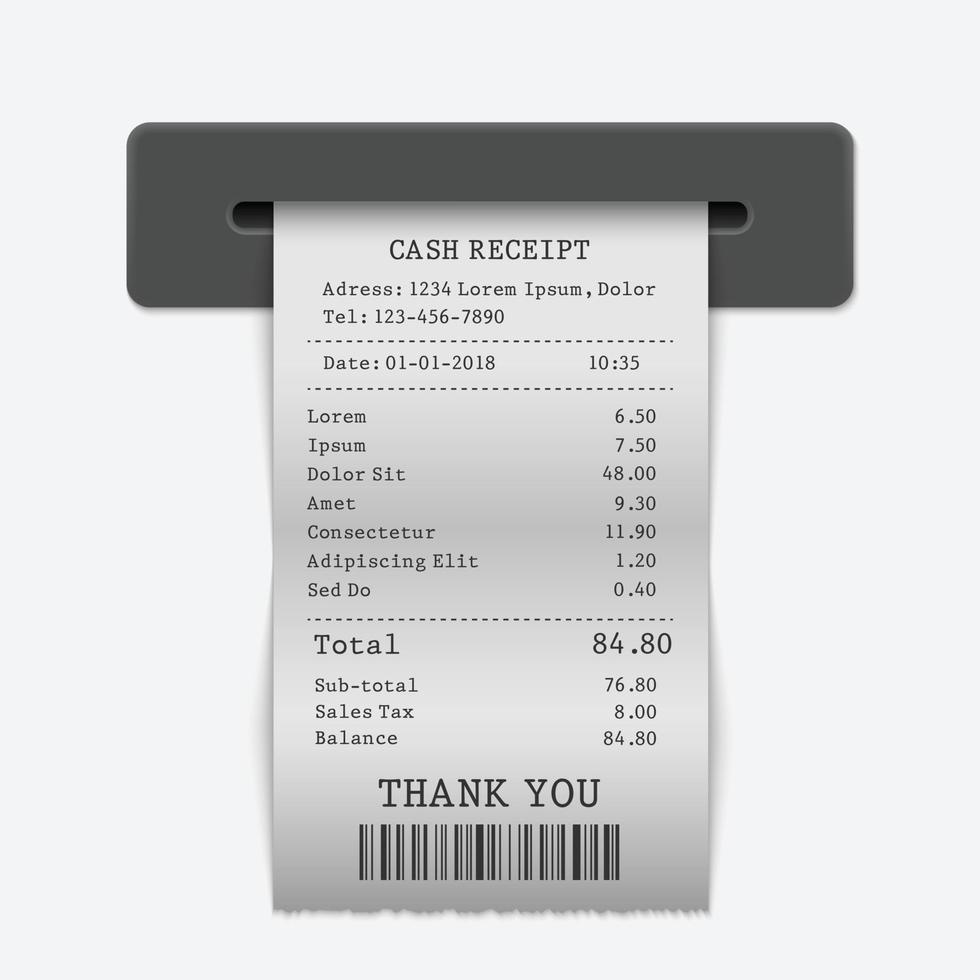 CASH RECEIPT
Adress: 1234 Lorem Ipsum, Dolor
Tel: 123-456-7890
Date: 01-01-2018 10:35
Lorem 6.50
Ipsum 7.50
Dolor Sit 48.00
Amet 9.30
Consectetur 11.90
Adipiscing Elit 1.20
Sed Do 0.40
Total 84.80
Sub-total 76.80
Sales Tax 8.00
Balance 84.80
THANK YOU